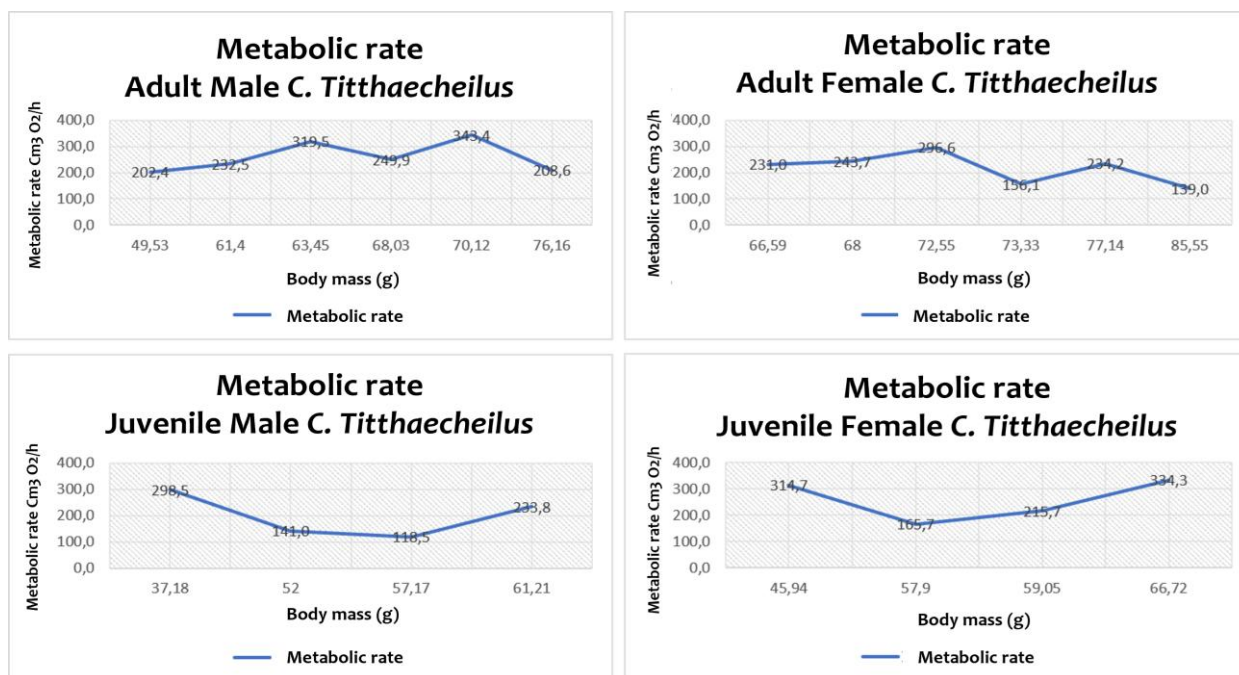 Metabolic rate
Adult Male C. Titthaecheilus
Metabolic rate Cm3 O2/h
400,0
300,0
200,0
100,0
0,0
202,4
232,5
319,5
249,9
343,4
208,6
49,53 61,4 63,45 68,03 70,12 76,16
Body mass (g)
Metabolic rate
Metabolic rate
Adult Female C. Titthaecheilus
Metabolic rate Cm3 O2/h
400,0
300,0
200,0
100,0
0,0
231,0
243,7
296,6
156,1
234,2
139,0
66,59 68 72,55 73,33 77,14 85,55
Body mass (g)
Metabolic rate
Metabolic rate
Juvenile Male C. Titthaecheilus
Metabolic rate Cm3 O2/h
400,0
300,0
200,0
100,0
0,0
298,5
141,0
118,5
233,8
37,18 52 57,17 61,21
Body mass (g)
Metabolic rate
Metabolic rate
Juvenile Female C. Titthaecheilus
Metabolic rate Cm3 O2/h
400,0
300,0
200,0
100,0
0,0
314,7
165,7
215,7
334,3
45,94 57,9 59,05 66,72
Body mass (g)
Metabolic rate